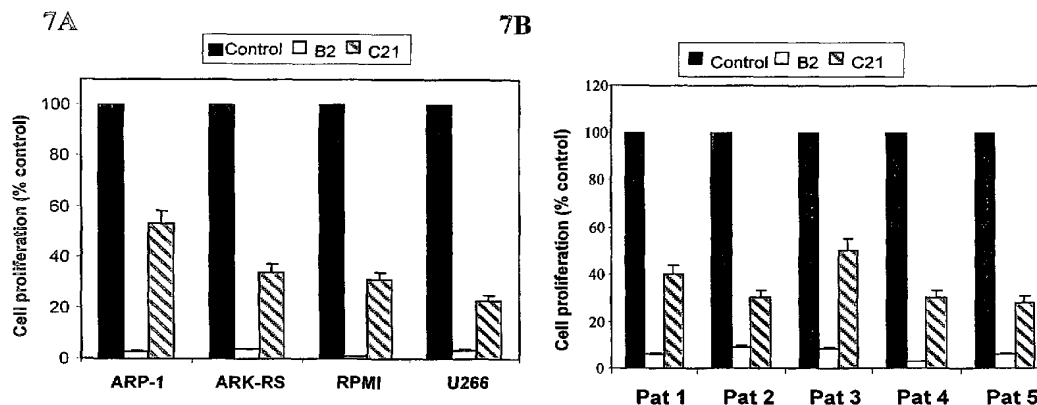 7A
Control B2 C21
Cell proliferation (% control)
100
80
60
40
20
0
ARP-1 ARK-RS RPMI U266
7B
Control B2 C21
Cell proliferation (% control)
120
100
80
60
40
20
0
Pat 1 Pat 2 Pat 3 Pat 4 Pat 5